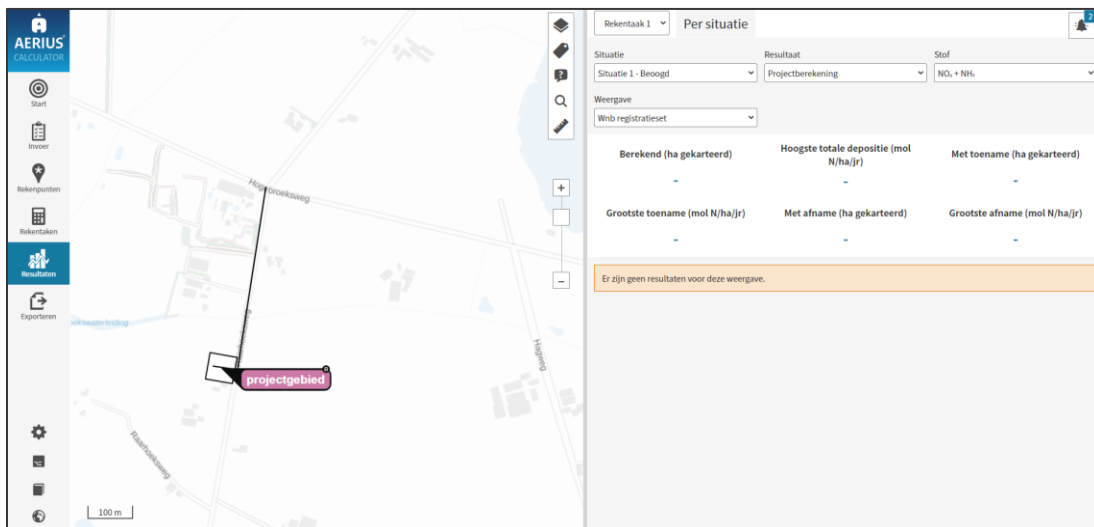 AERIUS
CALCULATOR
Start
Invoer
Rekenpunten
Rekentaken
Resultaten
Exporteren
Hooebroeksweg
Hagweg
Raarhoeksweg
projectgebied
100 m
Rekentaak 1
Per situatie
2
Situatie
Resultaat
Stof
Situatie 1 - Beoogd
Projectberekening
NOₓ + NH₃
Weergave
Wnb registratieset
Berekend (ha gekarteerd)
Hoogste totale depositie (mol
N/ha/jr)
Met toename (ha gekarteerd)
-
-
-
Grootste toename (mol N/ha/jr)
Met afname (ha gekarteerd)
Grootste afname (mol N/ha/jr)
-
-
-
Er zijn geen resultaten voor deze weergave.